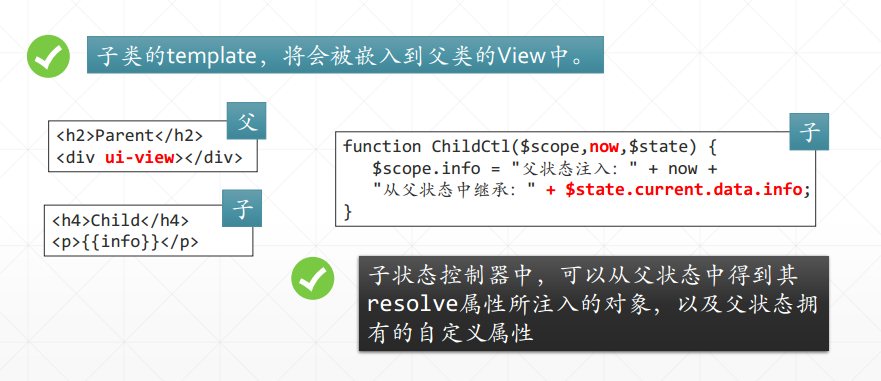 子类的template，将会被嵌入到父类的View中。
父
<h2>Parent</h2>
<div ui-view></div>
子
<h4>Child</h4>
<p>{{info}}</p>
子
function ChildCtl($scope,now,$state) {
$scope.info = "父状态注入: " + now +
"从父状态中继承: " + $state.current.data.info;
}
子状态控制器中，可以从父状态中得到其
resolve属性所注入的对象，以及父状态拥
有的自定义属性